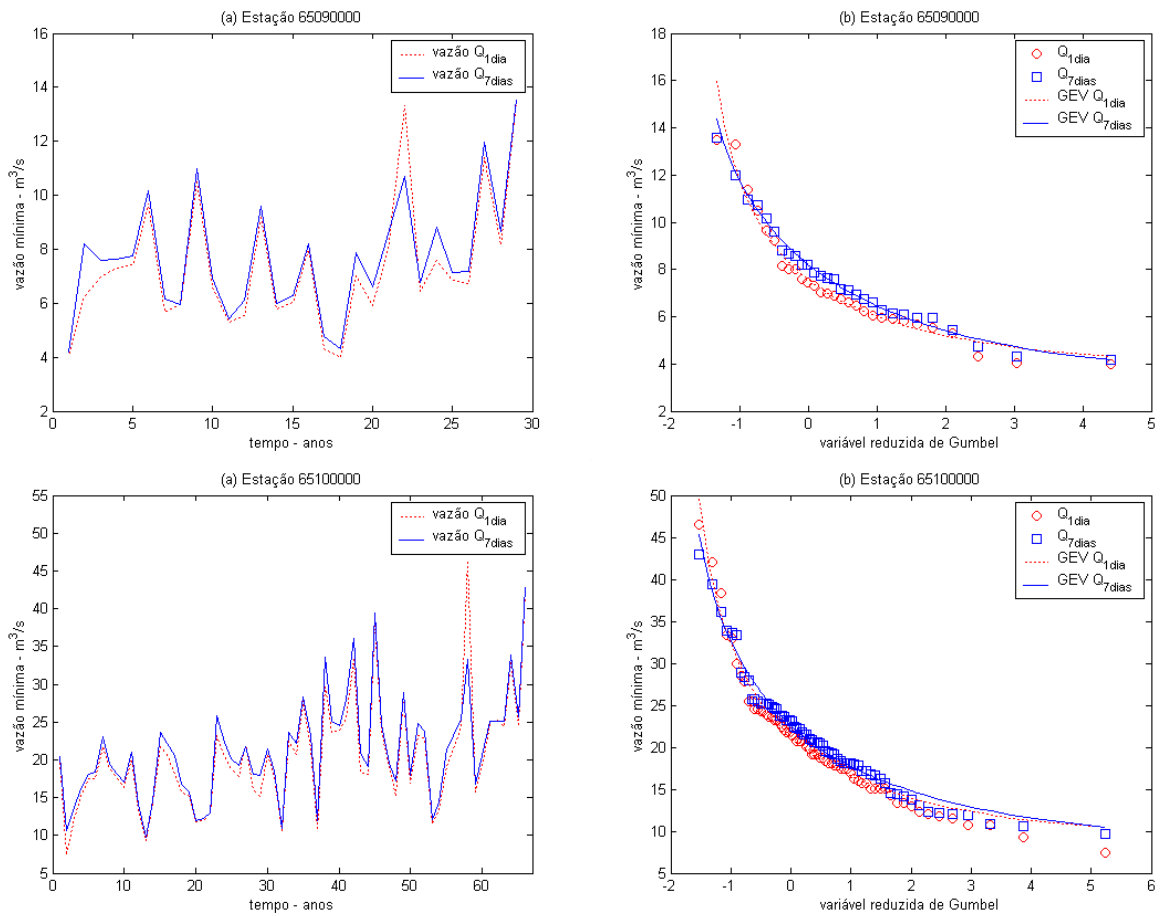 (a) Estação 65090000
16
14
12
10
8
6
4
2
0 5 10 15 20 25 30
vazão mínima - m³/s
tempo - anos
vazão Q1dia
vazão Q7dias
(b) Estação 65090000
18
16
14
12
10
8
6
4
2
-2 -1 0 1 2 3 4 5
vazão mínima - m³/s
variável reduzida de Gumbel
Q1dia
Q7dias
GEV Q1dia
GEV Q7dias
(a) Estação 65100000
55
50
45
40
35
30
25
20
15
10
5
0 10 20 30 40 50 60
vazão mínima - m³/s
tempo - anos
vazão Q1dia
vazão Q7dias
(b) Estação 65100000
50
45
40
35
30
25
20
15
10
5
-2 -1 0 1 2 3 4 5 6
vazão mínima - m³/s
variável reduzida de Gumbel
Q1dia
Q7dias
GEV Q1dia
GEV Q7dias